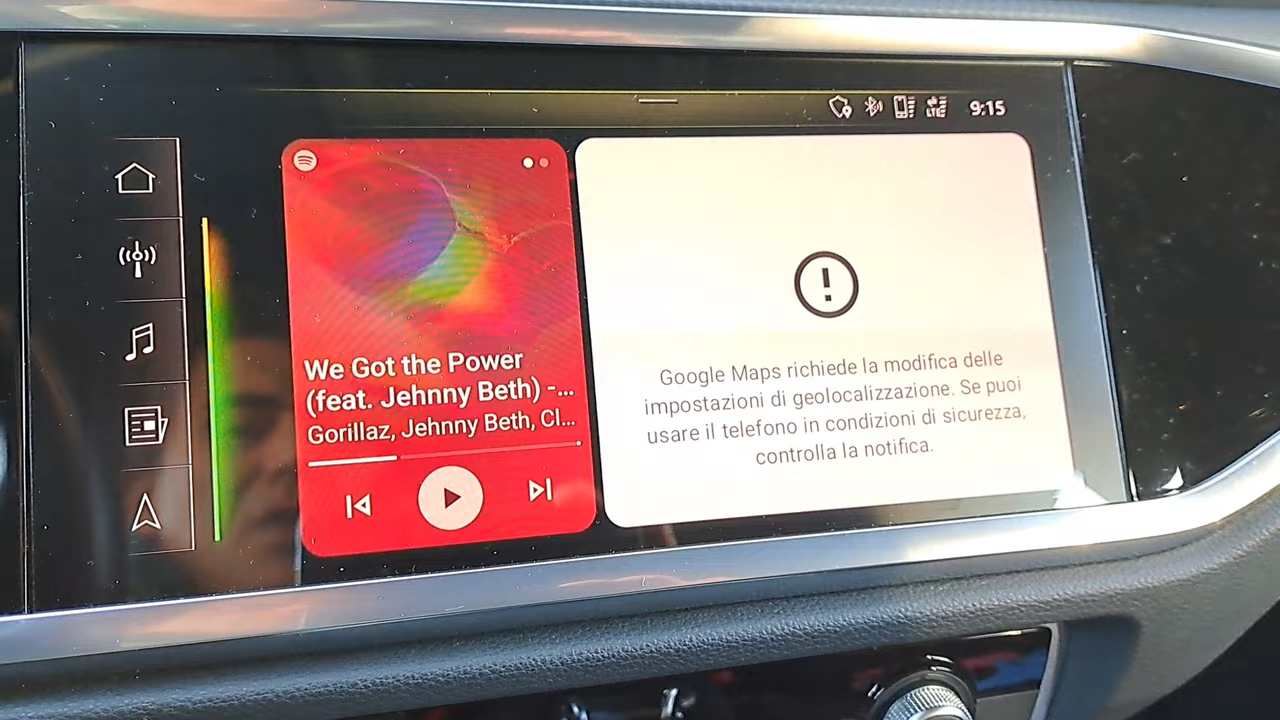 LTE 9:15
We Got the Power
(feat. Jehnny Beth) -...
Gorillaz, Jehnny Beth, Cl...
Google Maps richiede la modifica delle
impostazioni di geolocalizzazione. Se puoi
usare il telefono in condizioni di sicurezza,
controlla la notifica.